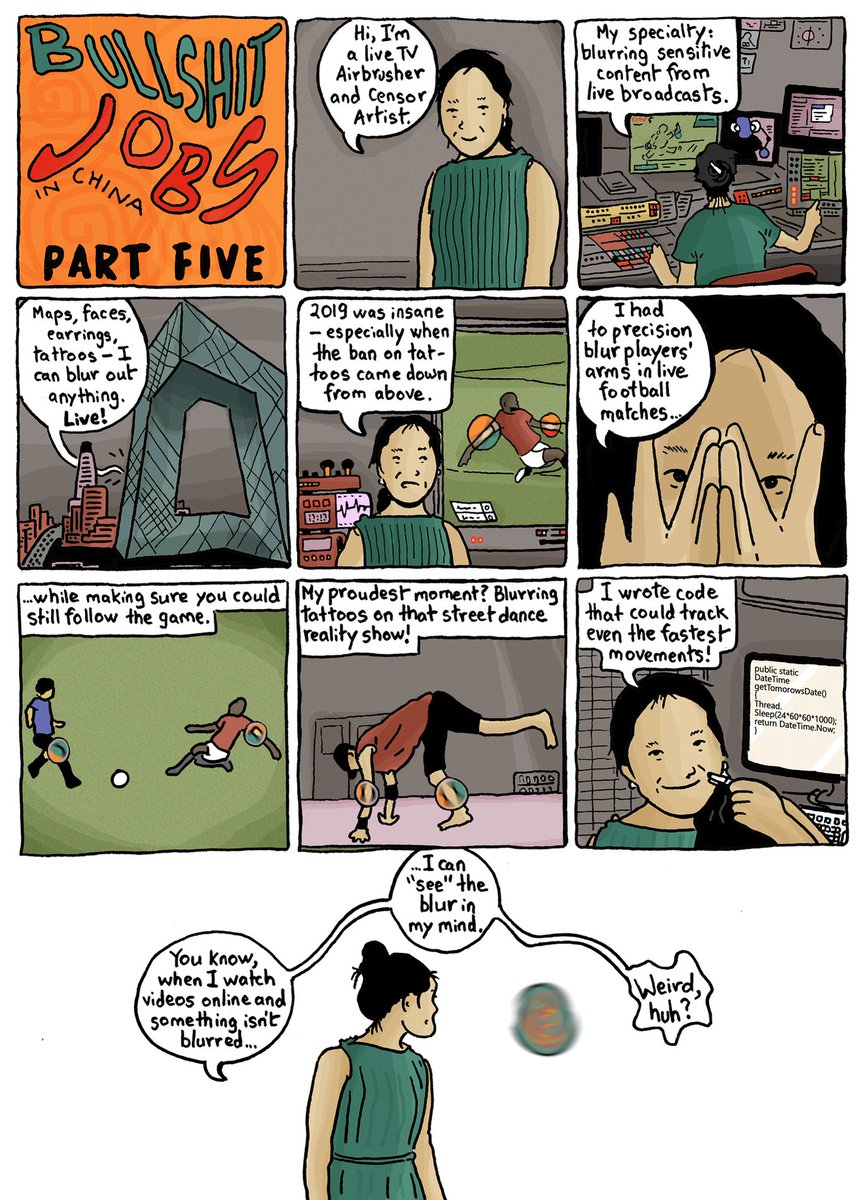 BULLSHIT
JOBS
IN CHINA
PART FIVE
Hi, I'm
a live TV
Airbrusher
and Censor
Artist.
My specialty:
blurring sensitive
content from
live broadcasts.
Maps, faces,
earrings,
tattoos – I
can blur out
anything.
Live!
2019 was insane
– especially when
the ban on tat-
toos came down
from above.
I had
to precision
blur players'
arms in live
football
matches...
...while making sure you could
still follow the game.
My proudest moment? Blurring
tattoos on that street dance
reality show!
I wrote code
that could track
even the fastest
movements!
public static
DateTime
getTomorowsDate()
{
Thread.
Sleep(24*60*60*1000);
return DateTime.Now;
}
You know,
when I watch
videos online and
something isn't
blurred...
...I can
"see" the
blur in
my mind.
Weird,
huh?